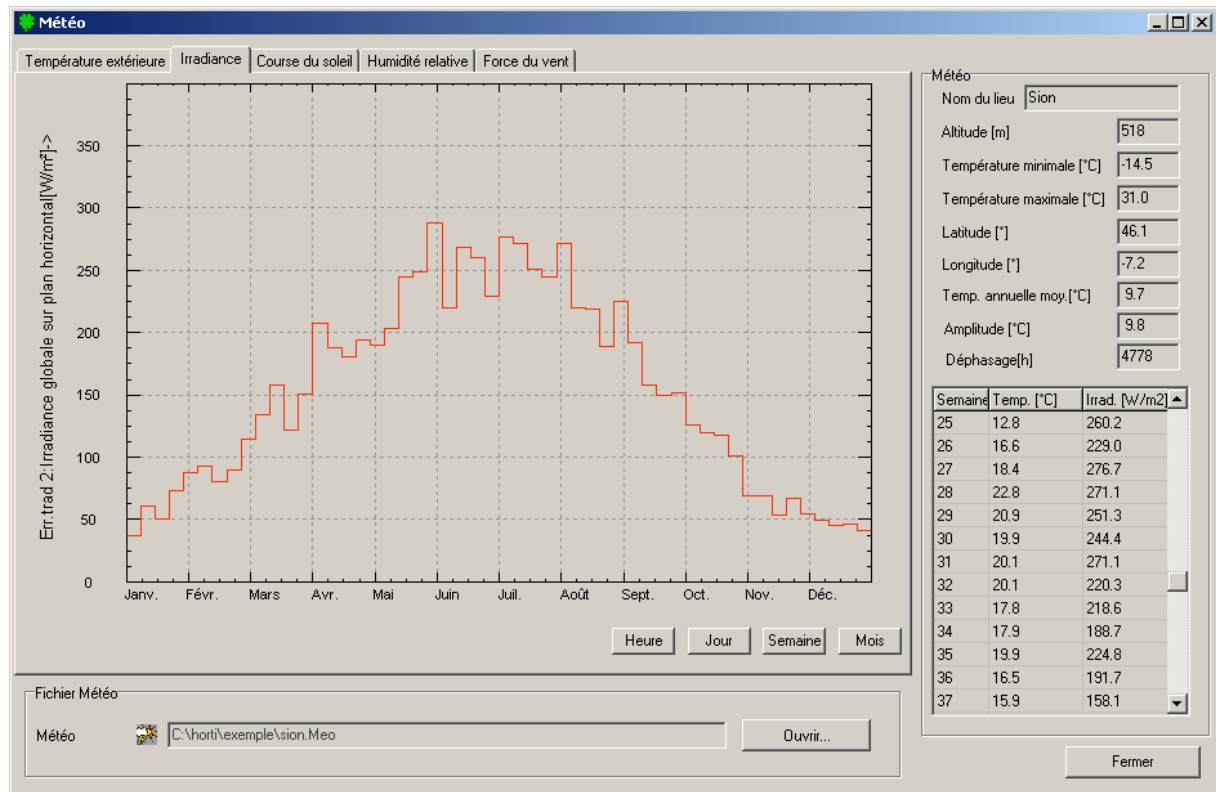 Météo
Température extérieure Irradiance Course du soleil Humidité relative Force du vent
Err.trad 2:Irradiance globale sur plan horizontal[W/m²]->
350
300
250
200
150
100
50
0
Janv. Févr. Mars Avr. Mai Juin Juil. Août Sept. Oct. Nov. Déc.
Heure Jour Semaine Mois
Fichier Météo
Météo C:\horti\exemple\sion.Meo Ouvrir...
Météo
Nom du lieu Sion
Altitude [m] 518
Température minimale [°C] -14.5
Température maximale [°C] 31.0
Latitude [°] 46.1
Longitude [°] -7.2
Temp. annuelle moy.[°C] 9.7
Amplitude [°C] 9.8
Déphasage[h] 4778
Semaine Temp. [°C] Irrad. [W/m2]
25 12.8 260.2
26 16.6 229.0
27 18.4 276.7
28 22.8 271.1
29 20.9 251.3
30 19.9 244.4
31 20.1 271.1
32 20.1 220.3
33 17.8 218.6
34 17.9 188.7
35 19.9 224.8
36 16.5 191.7
37 15.9 158.1
Fermer